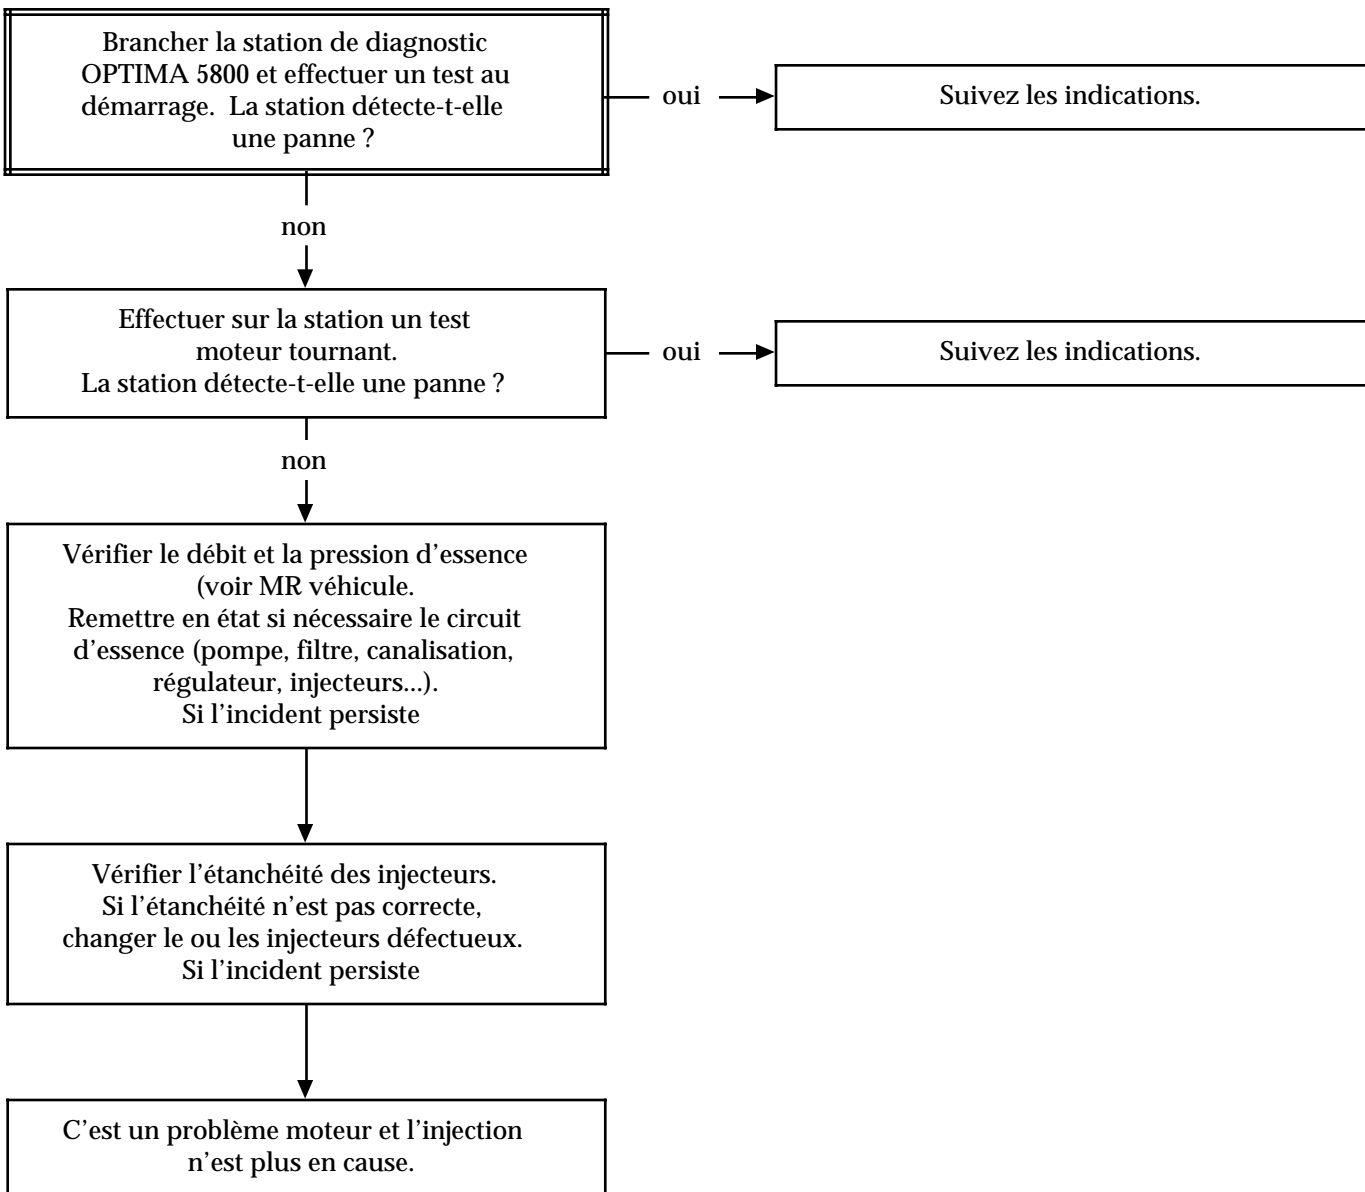 Brancher la station de diagnostic
OPTIMA 5800 et effectuer un test au
démarrage.  La station détecte-t-elle
une panne ?
oui
Suivez les indications.
non
Effectuer sur la station un test
moteur tournant.
La station détecte-t-elle une panne ?
oui
Suivez les indications.
non
Vérifier le débit et la pression d’essence
(voir MR véhicule.
Remettre en état si nécessaire le circuit
d’essence (pompe, filtre, canalisation,
régulateur, injecteurs...).
Si l’incident persiste
Vérifier l’étanchéité des injecteurs.
Si l’étanchéité n’est pas correcte,
changer le ou les injecteurs défectueux.
Si l’incident persiste
C’est un problème moteur et l’injection
n’est plus en cause.